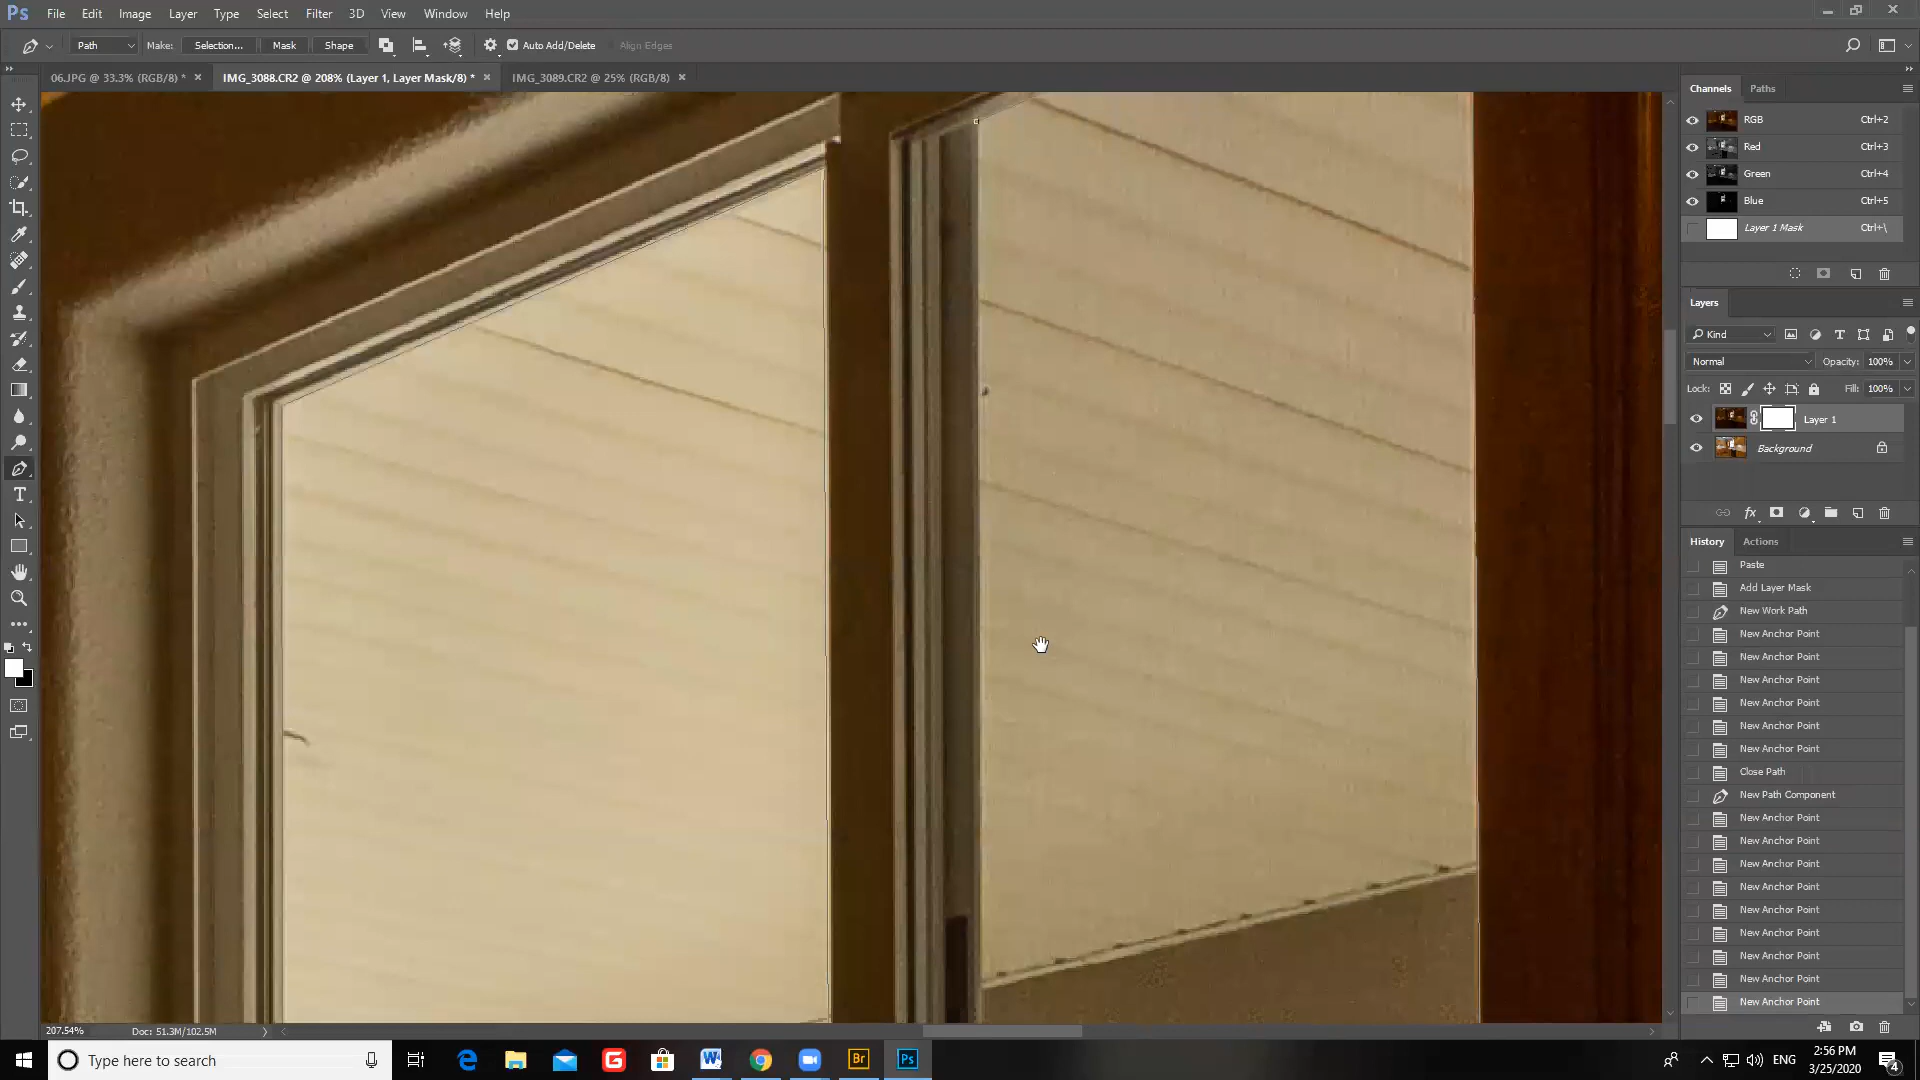 Ps File Edit Image Layer Type Select Filter 3D View Window Help
Path Make: Selection... Mask Shape Auto Add/Delete Align Edges
06.JPG @ 33.3% (RGB/8) * × IMG_3088.CR2 @ 208% (Layer 1, Layer Mask/8) * × IMG_3089.CR2 @ 25% (RGB/8) ×
Channels Paths
RGB Ctrl+2
Red Ctrl+3
Green Ctrl+4
Blue Ctrl+5
Layer 1 Mask Ctrl+\
Layers
Kind
Normal Opacity: 100%
Lock: Fill: 100%
Layer 1
Background
fx
History Actions
Paste
Add Layer Mask
New Work Path
New Anchor Point
New Anchor Point
New Anchor Point
New Anchor Point
New Anchor Point
New Anchor Point
Close Path
New Path Component
New Anchor Point
New Anchor Point
New Anchor Point
New Anchor Point
New Anchor Point
New Anchor Point
New Anchor Point
New Anchor Point
New Anchor Point
207.54% Doc: 51.3M/102.5M
Type here to search
Br Ps
ENG
2:56 PM
3/25/2020
4